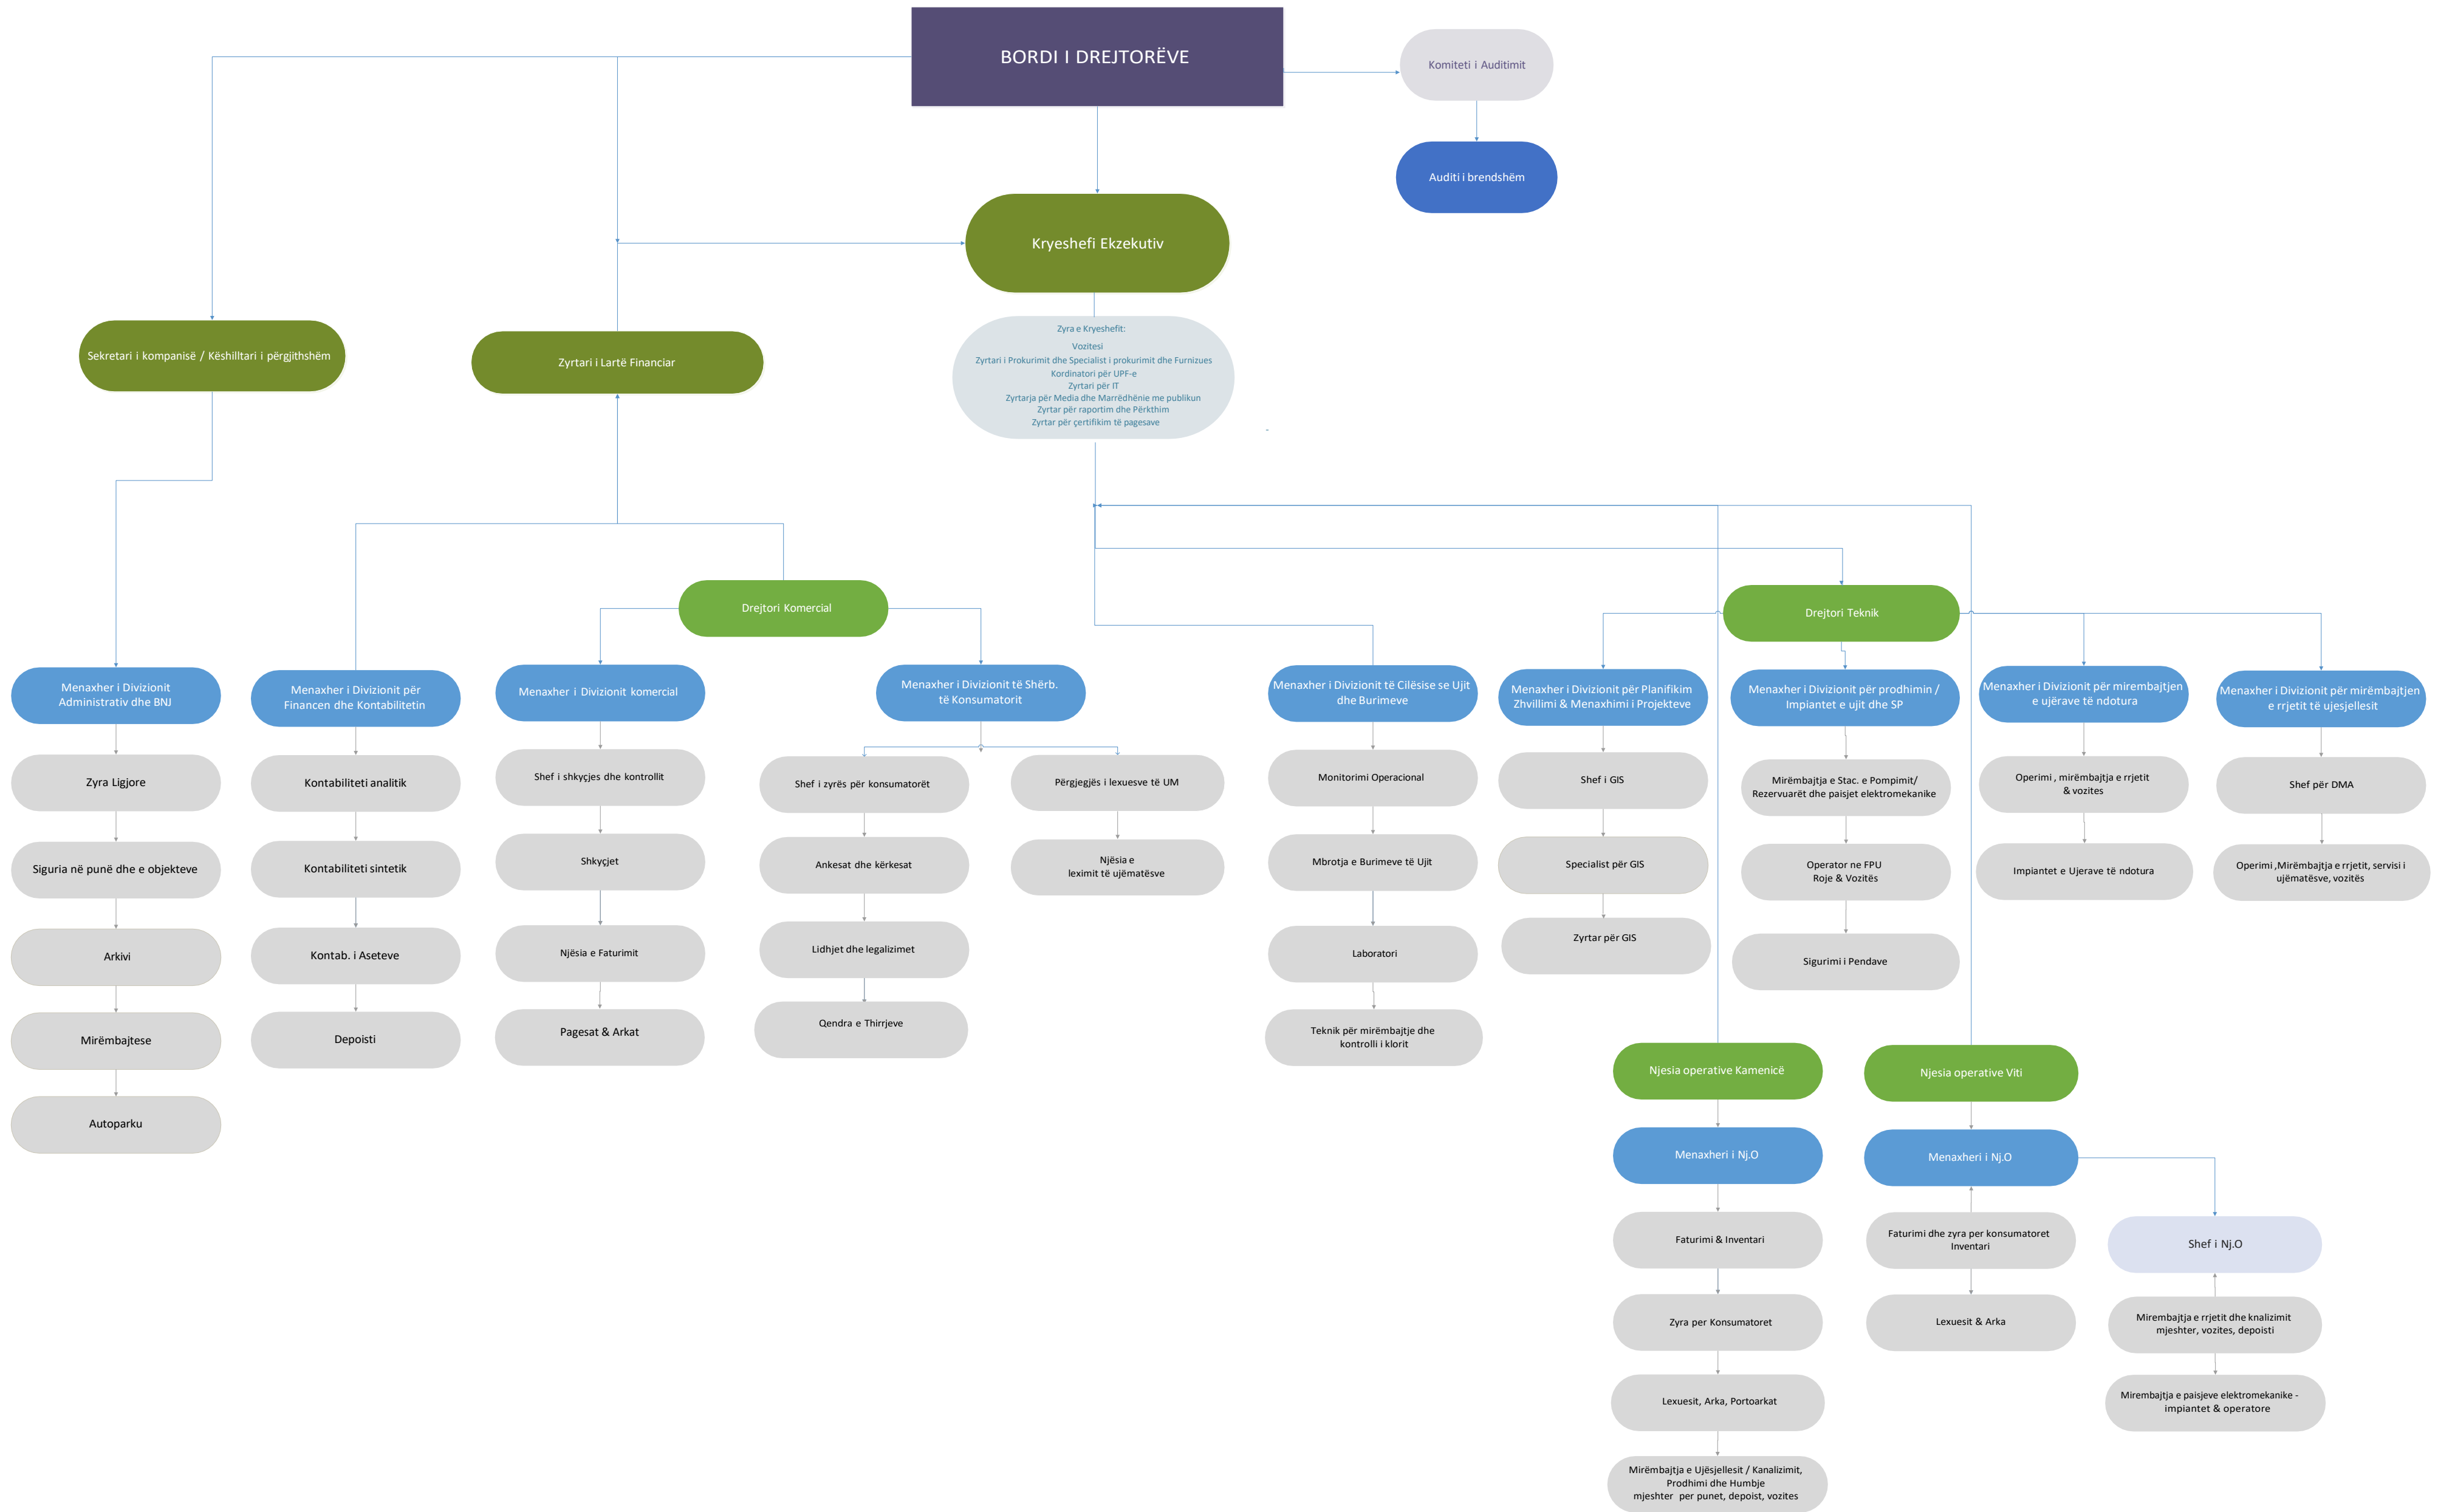 BORDI I DREJTORËVE
Komiteti i Auditimit
Auditi i brendshëm
Kryeshefi Ekzekutiv
Sekretari i kompanisë / Këshilltari i përgjithshëm
Zyrtari i Lartë Financiar
Zyra e Kryeshefit:
Vozitesi
Zyrtari i Prokurimit dhe Specialist i prokurimit dhe Furnizues
Kordinatori për UPF-e
Zyrtari për IT
Zyrtarja për Media dhe Marrëdhënie me publikun
Zyrtar për raportim dhe Përkthim
Zyrtar për çertifikim të pagesave
-
Drejtori Komercial
Drejtori Teknik
Menaxher i Divizionit
Administrativ dhe BNJ
Zyra Ligjore
Siguria në punë dhe e objekteve
Arkivi
Mirëmbajtese
Autoparku
Menaxher i Divizionit për
Financen dhe Kontabilitetin
Kontabiliteti analitik
Kontabiliteti sintetik
Kontab. i Aseteve
Depoisti
Menaxher i Divizionit komercial
Shef i shkyçjes dhe kontrollit
Shkyçjet
Njësia e Faturimit
Pagesat & Arkat
Menaxher i Divizionit të Shërb.
të Konsumatorit
Shef i zyrës për konsumatorët
Ankesat dhe kërkesat
Lidhjet dhe legalizimet
Qendra e Thirrjeve
Përgjegjës i lexuesve të UM
Njësia e
leximit të ujëmatësve
Menaxher i Divizionit të Cilësise se Ujit
dhe Burimeve
Monitorimi Operacional
Mbrotja e Burimeve të Ujit
Laboratori
Teknik për mirëmbajtje dhe
kontrolli i klorit
Menaxher i Divizionit për Planifikim
Zhvillimi & Menaxhimi i Projekteve
Shef i GIS
Specialist për GIS
Zyrtar për GIS
Menaxher i Divizionit për prodhimin /
Impiantet e ujit dhe SP
Mirëmbajtja e Stac. e Pompimit/
Rezervuarët dhe paisjet elektromekanike
Operator ne FPU
Roje & Vozitës
Sigurimi i Pendave
Menaxher i Divizionit për mirembajtjen
e ujërave të ndotura
Operimi , mirëmbajtja e rrjetit
& vozites
Impiantet e Ujerave të ndotura
Menaxher i Divizionit për mirëmbajtjen
e rrjetit të ujesjellesit
Shef për DMA
Operimi ,Mirëmbajtja e rrjetit, servisi i
ujëmatësve, vozitës
Njesia operative Kamenicë
Menaxheri i Nj.O
Faturimi & Inventari
Zyra per Konsumatoret
Lexuesit, Arka, Portoarkat
Mirëmbajtja e Ujësjellesit / Kanalizimit,
Prodhimi dhe Humbje
mjeshter per punet, depoist, vozites
Njesia operative Viti
Menaxheri i Nj.O
Faturimi dhe zyra per konsumatoret
Inventari
Lexuesit & Arka
Shef i Nj.O
Mirembajtja e rrjetit dhe knalizimit
mjeshter, vozites, depoisti
Mirembajtja e paisjeve elektromekanike -
impiantet & operatore